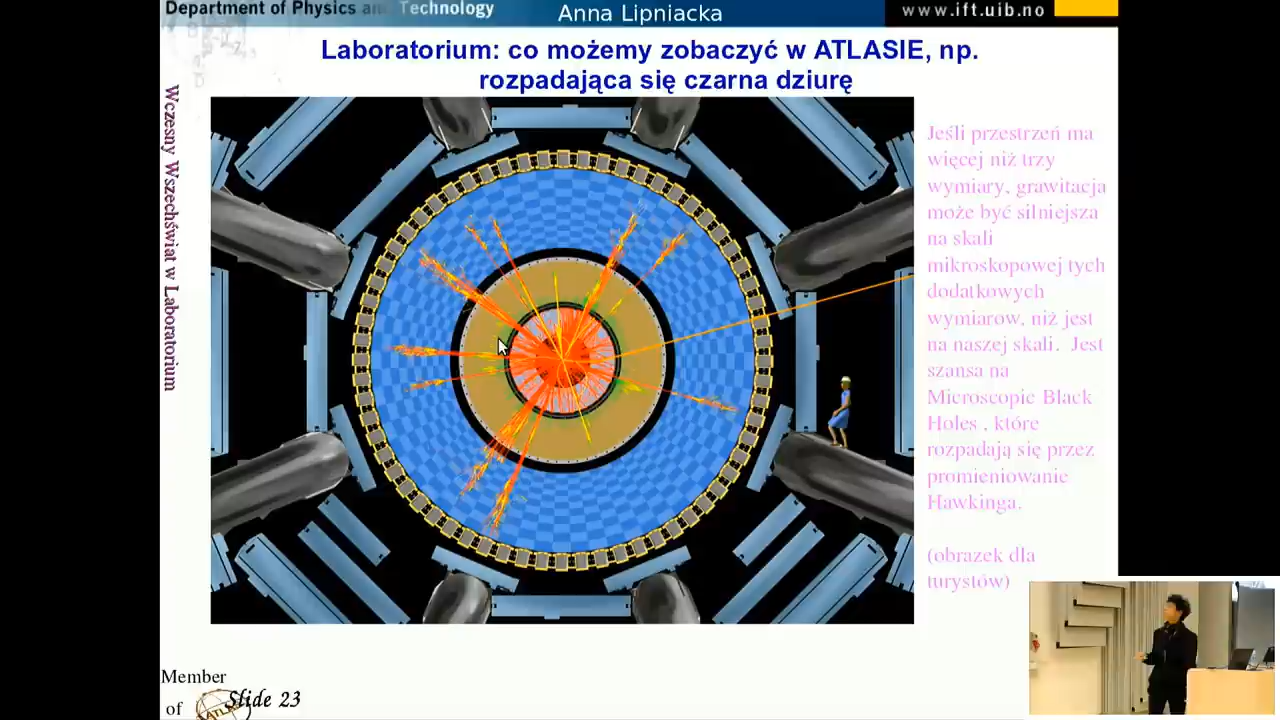 Department of Physics and Technology
Anna Lipniacka
www.ift.uib.no
Laboratorium: co możemy zobaczyć w ATLASIE, np.
rozpadająca się czarna dziurę
Wczesny Wszechświat w Laboratorium
Jeśli przestrzeń ma
więcej niż trzy
wymiary, grawitacja
może być silniejsza
na skali
mikroskopowej tych
dodatkowych
wymiarow, niż jest
na naszej skali. Jest
szansa na
Microscopic Black
Holes , które
rozpadają się przez
promieniowanie
Hawkinga.
(obrazek dla
turystów)
Member
of
Slide 23